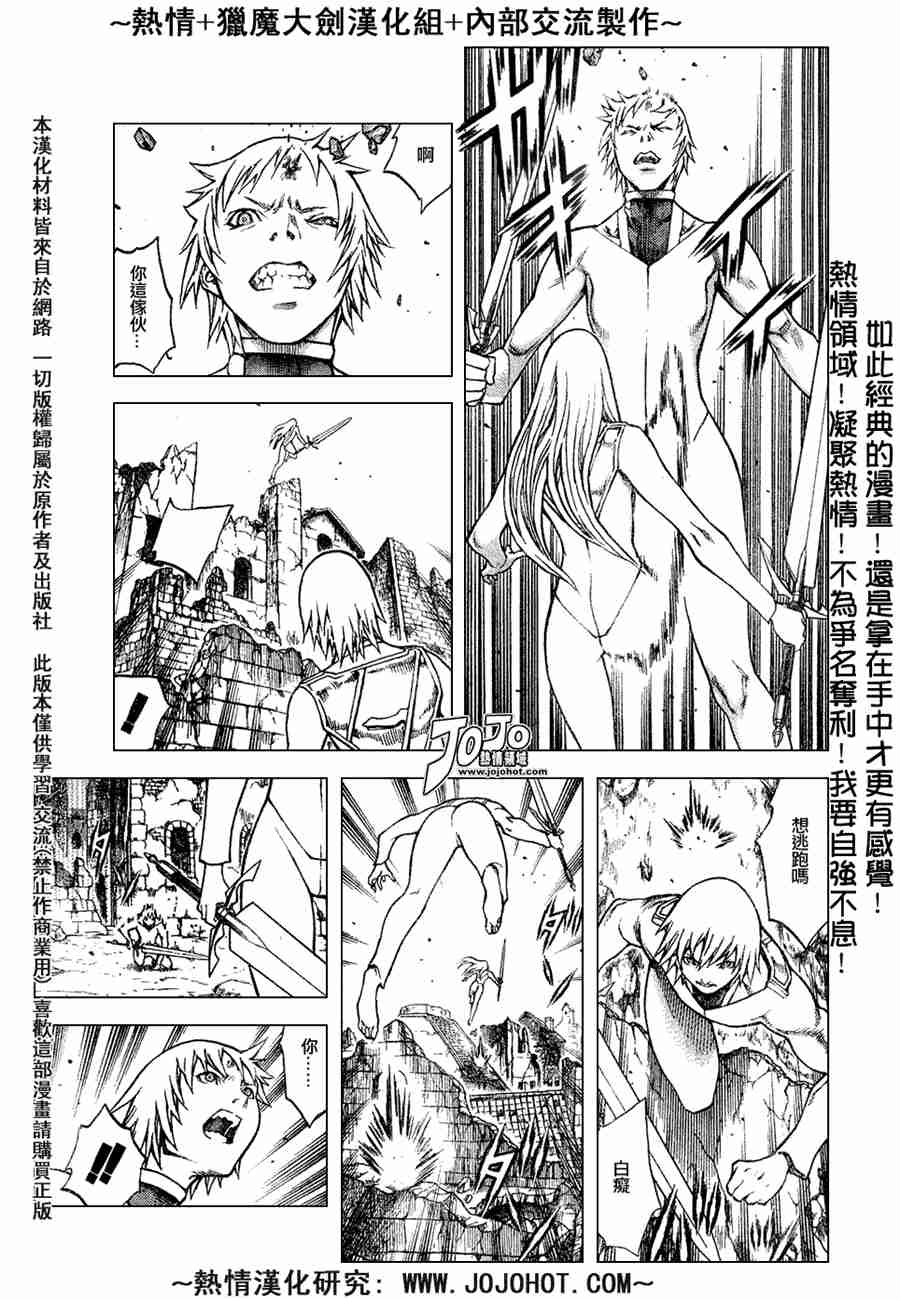 ~熱情+獵魔大劍漢化組+內部交流製作~
如此經典的漫畫！還是拿在手中才更有感覺！
熱情領域！凝聚熱情！不為爭名奪利！我要自強不息！
啊
你這傢伙…
!!
JOJO
熱情領域
www.jojohot.com
想逃跑嗎
白癡
你……
!!
本漢化材料皆來自於網路 一切版權歸屬於原作者及出版社 此版本僅供學習、交流（禁止作商業用）喜歡這部漫畫請購買正版
~熱情漢化研究: WWW.JOJOHOT.COM~